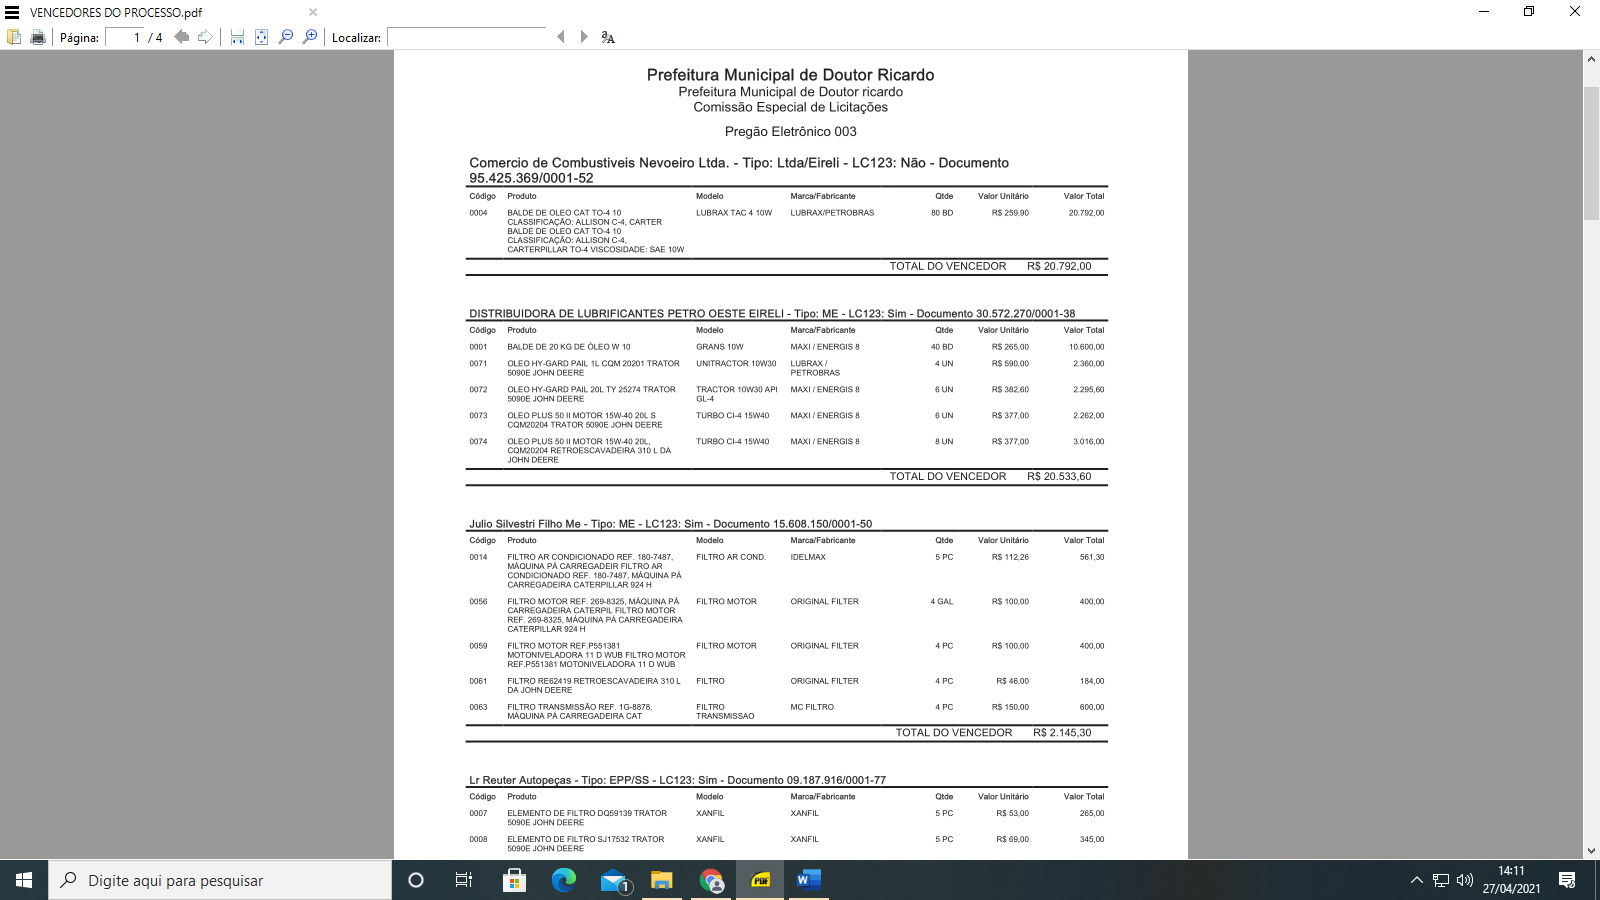 VENCEDORES DO PROCESSO.pdf
Página: 1 / 4 Localizar:
Prefeitura Municipal de Doutor Ricardo
Prefeitura Municipal de Doutor ricardo
Comissão Especial de Licitações
Pregão Eletrônico 003
Comercio de Combustiveis Nevoeiro Ltda. - Tipo: Ltda/Eireli - LC123: Não - Documento
95.425.369/0001-52
Código Produto Modelo Marca/Fabricante Qtde Valor Unitário Valor Total
0004 BALDE DE OLEO CAT TO-4 10 LUBRAX TAC 4 10W LUBRAX/PETROBRAS 80 BD R$ 259,90 20.792,00
CLASSIFICAÇÃO: ALLISON C-4, CARTER
BALDE DE OLEO CAT TO-4 10
CLASSIFICAÇÃO: ALLISON C-4,
CARTERPILLAR TO-4 VISCOSIDADE: SAE 10W
TOTAL DO VENCEDOR R$ 20.792,00
DISTRIBUIDORA DE LUBRIFICANTES PETRO OESTE EIRELI - Tipo: ME - LC123: Sim - Documento 30.572.270/0001-38
Código Produto Modelo Marca/Fabricante Qtde Valor Unitário Valor Total
0001 BALDE DE 20 KG DE ÓLEO W 10 GRANS 10W MAXI / ENERGIS 8 40 BD R$ 265,00 10.600,00
0071 OLEO HY-GARD PAIL 1L CQM 20201 TRATOR UNITRACTOR 10W30 LUBRAX / 4 UN R$ 590,00 2.360,00
5090E JOHN DEERE PETROBRAS
0072 OLEO HY-GARD PAIL 20L TY 25274 TRATOR TRACTOR 10W30 API MAXI / ENERGIS 8 6 UN R$ 382,60 2.295,60
5090E JOHN DEERE GL-4
0073 OLEO PLUS 50 II MOTOR 15W-40 20L S TURBO CI-4 15W40 MAXI / ENERGIS 8 6 UN R$ 377,00 2.262,00
CQM20204 TRATOR 5090E JOHN DEERE
0074 OLEO PLUS 50 II MOTOR 15W-40 20L, TURBO CI-4 15W40 MAXI / ENERGIS 8 8 UN R$ 377,00 3.016,00
CQM20204 RETROESCAVADEIRA 310 L DA
JOHN DEERE
TOTAL DO VENCEDOR R$ 20.533,60
Julio Silvestri Filho Me - Tipo: ME - LC123: Sim - Documento 15.608.150/0001-50
Código Produto Modelo Marca/Fabricante Qtde Valor Unitário Valor Total
0014 FILTRO AR CONDICIONADO REF. 180-7487, FILTRO AR COND. IDELMAX 5 PC R$ 112,26 561,30
MÁQUINA PÁ CARREGADEIR FILTRO AR
CONDICIONADO REF. 180-7487, MÁQUINA PÁ
CARREGADEIRA CATERPILLAR 924 H
0056 FILTRO MOTOR REF. 269-8325, MÁQUINA PÁ FILTRO MOTOR ORIGINAL FILTER 4 GAL R$ 100,00 400,00
CARREGADEIRA CATERPIL FILTRO MOTOR
REF. 269-8325, MÁQUINA PÁ CARREGADEIRA
CATERPILLAR 924 H
0059 FILTRO MOTOR REF.P551381 FILTRO MOTOR ORIGINAL FILTER 4 PC R$ 100,00 400,00
MOTONIVELADORA 11 D WUB FILTRO MOTOR
REF.P551381 MOTONIVELADORA 11 D WUB
0061 FILTRO RE62419 RETROESCAVADEIRA 310 L FILTRO ORIGINAL FILTER 4 PC R$ 46,00 184,00
DA JOHN DEERE
0063 FILTRO TRANSMISSÃO REF. 1G-8878, FILTRO MC FILTRO 4 PC R$ 150,00 600,00
MÁQUINA PÁ CARREGADEIRA CAT TRANSMISSAO
TOTAL DO VENCEDOR R$ 2.145,30
Lr Reuter Autopeças - Tipo: EPP/SS - LC123: Sim - Documento 09.187.916/0001-77
Código Produto Modelo Marca/Fabricante Qtde Valor Unitário Valor Total
0007 ELEMENTO DE FILTRO DQ59139 TRATOR XANFIL XANFIL 5 PC R$ 53,00 265,00
5090E JOHN DEERE
0008 ELEMENTO DE FILTRO SJ17532 TRATOR XANFIL XANFIL 5 PC R$ 69,00 345,00
5090E JOHN DEERE
Digite aqui para pesquisar
1
PDF
W
14:11
27/04/2021